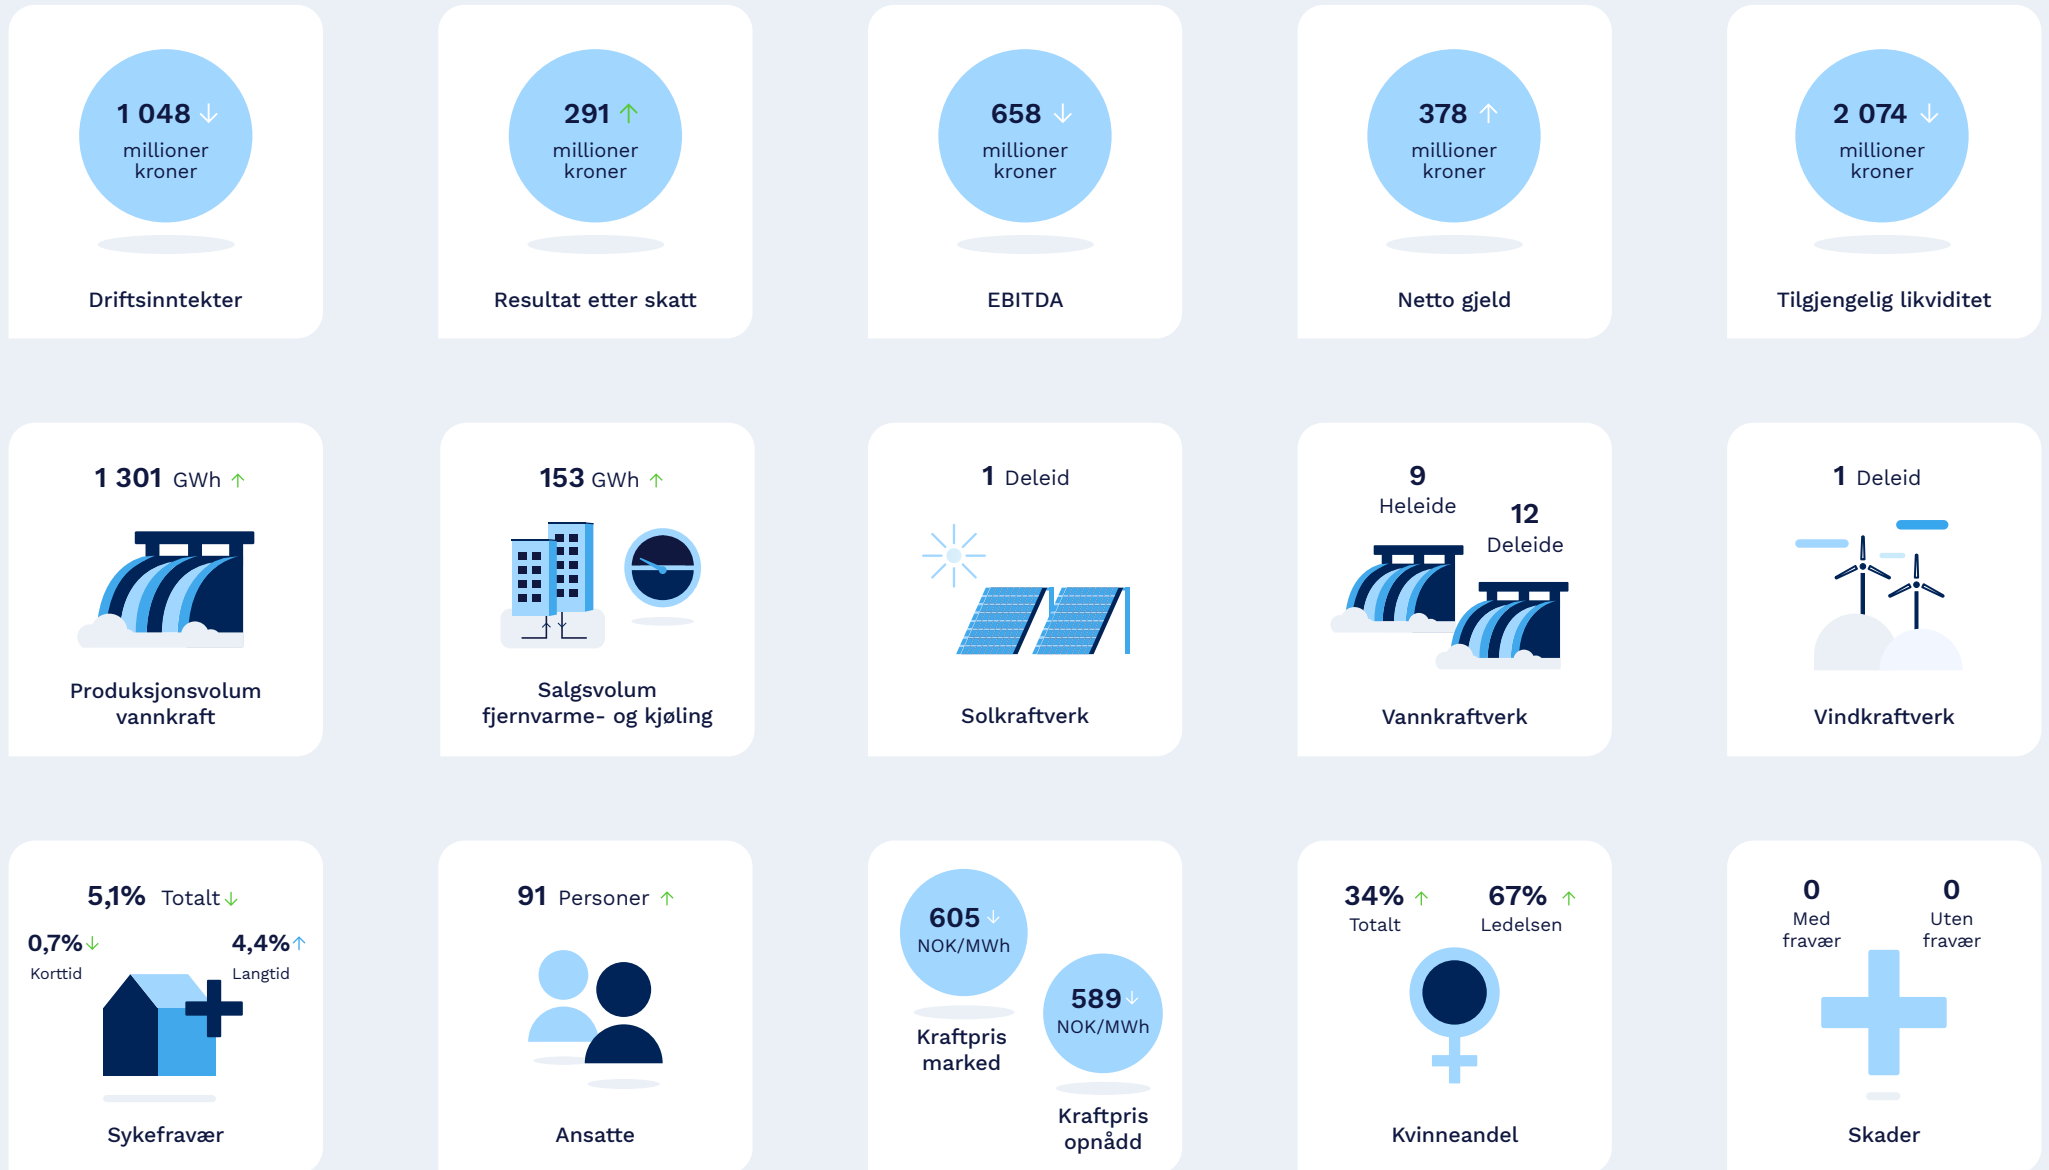 1 048
millioner
kroner
Driftsinntekter
291
millioner
kroner
Resultat etter skatt
658
millioner
kroner
EBITDA
378
millioner
kroner
Netto gjeld
2 074
millioner
kroner
Tilgjengelig likviditet
1 301 GWh
Produksjonsvolum
vannkraft
153 GWh
Salgsvolum
fjernvarme- og kjøling
1 Deleid
Solkraftverk
9
Heleide
12
Deleide
Vannkraftverk
1 Deleid
Vindkraftverk
5,1% Totalt
0,7%
Korttid
4,4%
Langtid
Sykefravær
91 Personer
Ansatte
605
NOK/MWh
Kraftpris
marked
589
NOK/MWh
Kraftpris
opnådd
34%
Totalt
67%
Ledelsen
Kvinneandel
0
Med
fravær
0
Uten
fravær
Skader